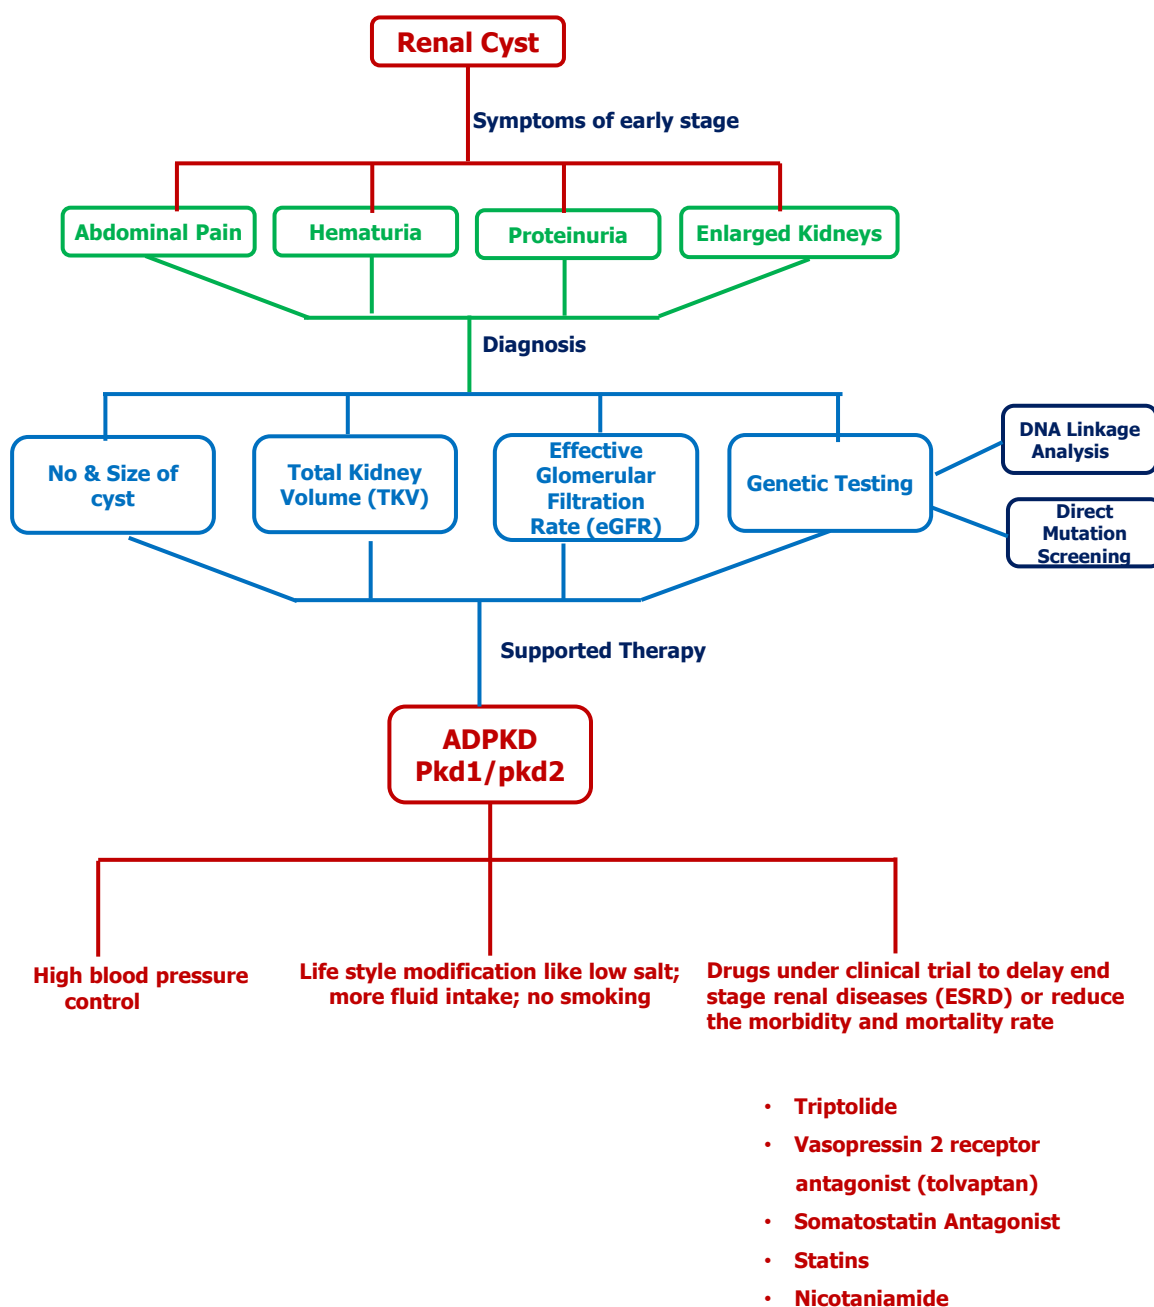 Renal Cyst
Symptoms of early stage
Abdominal Pain
Hematuria
Proteinuria
Enlarged Kidneys
Diagnosis
No & Size of
cyst
Total Kidney
Volume (TKV)
Effective
Glomerular
Filtration
Rate (eGFR)
Genetic Testing
DNA Linkage
Analysis
Direct
Mutation
Screening
Supported Therapy
ADPKD
Pkd1/pkd2
High blood pressure
control
Life style modification like low salt;
more fluid intake; no smoking
Drugs under clinical trial to delay end
stage renal diseases (ESRD) or reduce
the morbidity and mortality rate
• Triptolide
• Vasopressin 2 receptor
antagonist (tolvaptan)
• Somatostatin Antagonist
• Statins
• Nicotaniamide